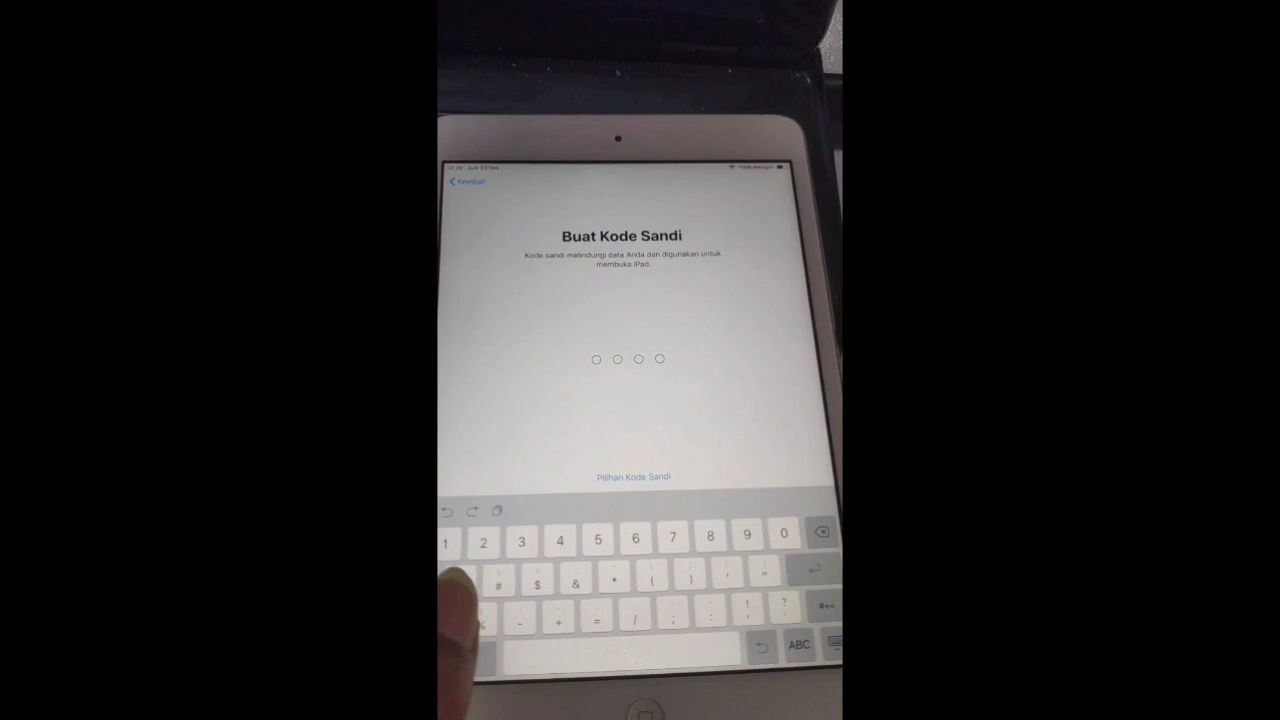 Kembali
Buat Kode Sandi
Kode sandi melindungi data Anda dan digunakan untuk
membuka iPad.
Pilihan Kode Sandi
1 2 3 4 5 6 7 8 9 0
# $ & * ( ) ' "
% - + = / ; : ! ?
ABC